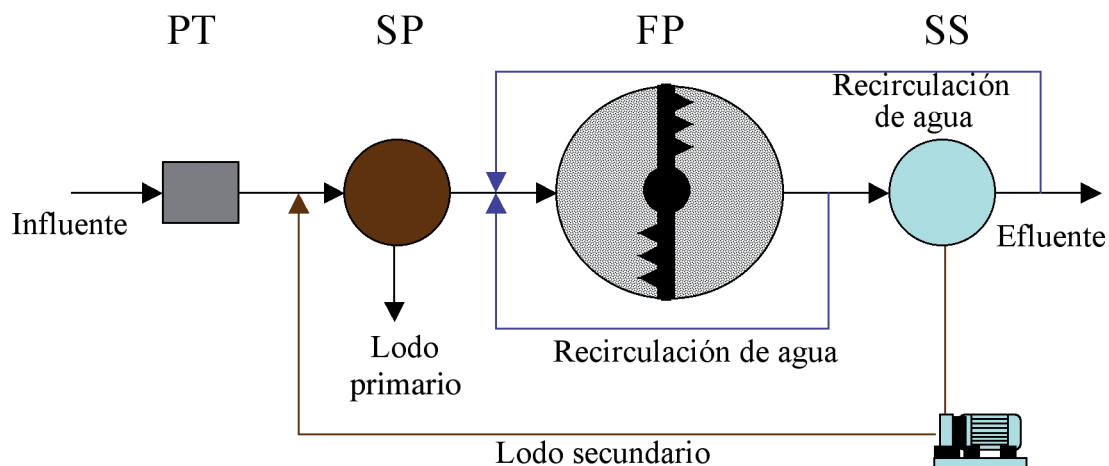 PT
SP
FP
SS
Recirculación
de agua
Influente
Efluente
Lodo
primario
Recirculación de agua
Lodo secundario